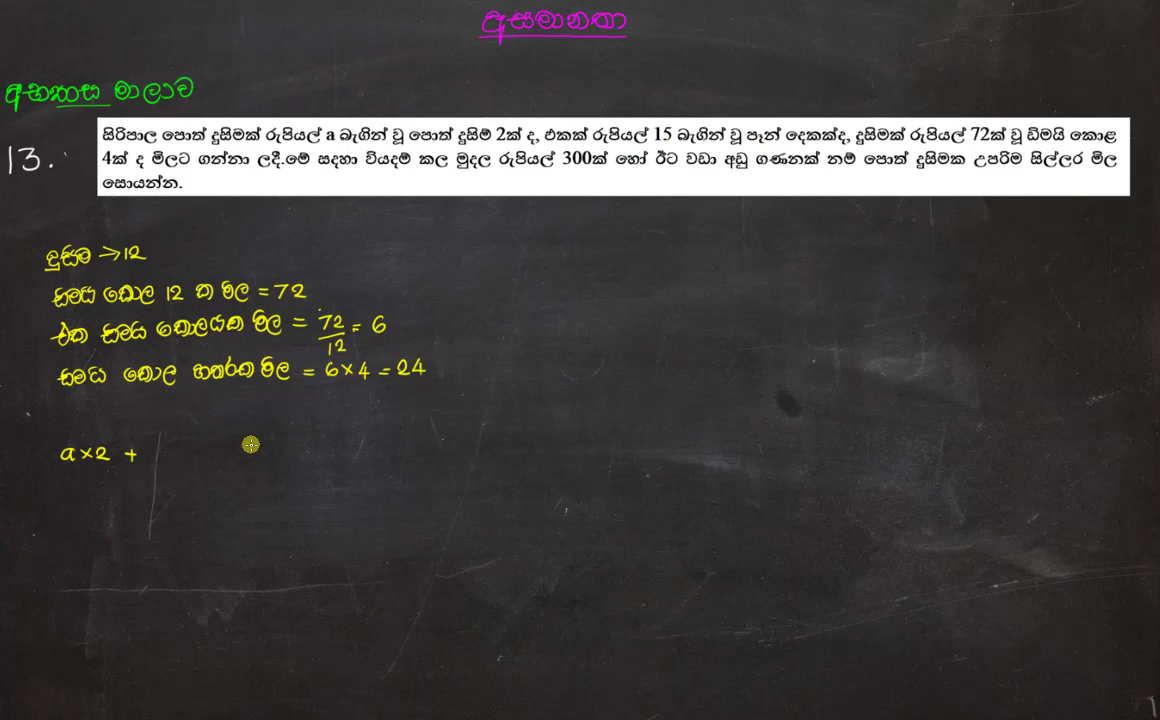 අසමානතා
අභ්‍යාස මාලාව
13.
සිරිපාල පොත් දුසිමක් රුපියල් a බැගින් වූ පොත් දුසිම් 2ක් ද, එකක් රුපියල් 15 බැගින් වූ පෑන් දෙකක්ද, දුසිමක් රුපියල් 72ක් වූ ඩිමයි කොළ
4ක් ද මිලට ගන්නා ලදී.මේ සඳහා වියදම් කල මුදල රුපියල් 300ක් හෝ ඊට වඩා අඩු ගණනක් නම් පොත් දුසිමක උපරිම සිල්ලර මිල
සොයන්න.
දුසිම → 12
ඩිමයි කොල 12 ක මිල = 72
එක ඩිමයි කොලයක මිල = 72/12 = 6
ඩිමයි කොල හතරක මිල = 6 × 4 = 24
a × 2 +